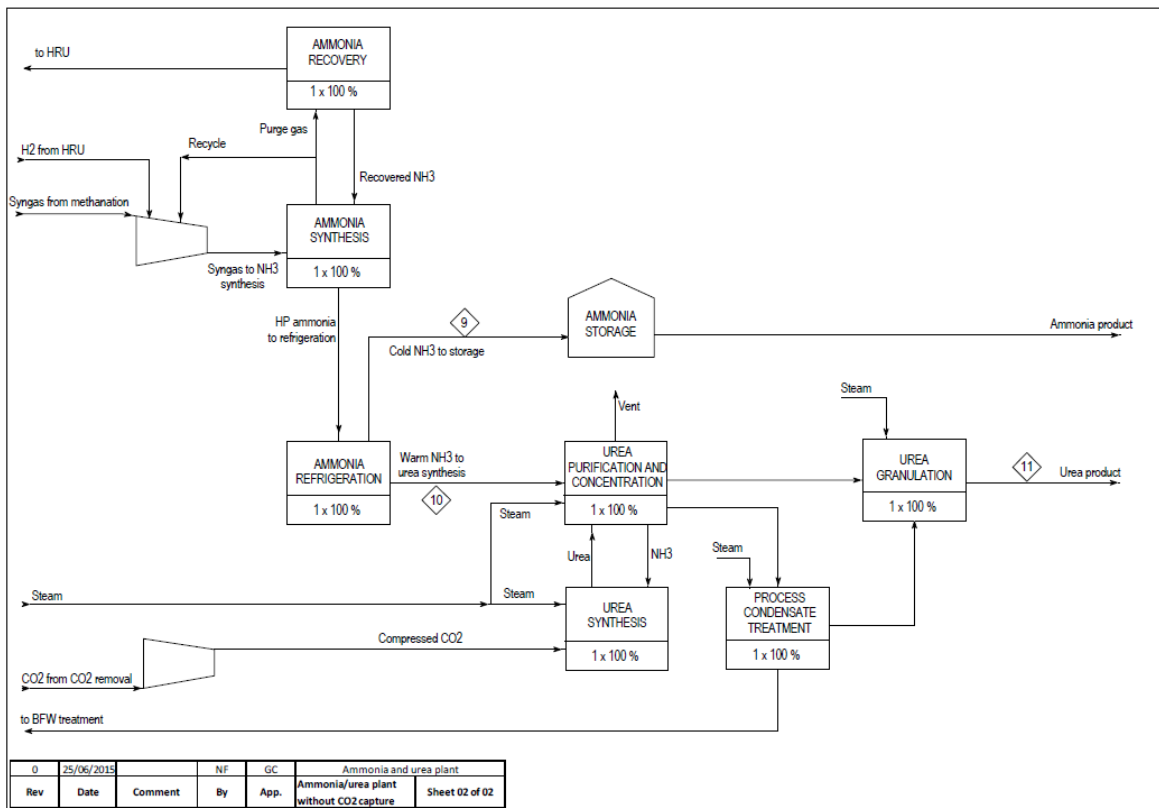 AMMONIA
RECOVERY
1 x 100 %
to HRU
Purge gas
Recycle
H2 from HRU
Recovered NH3
Syngas from methanation
AMMONIA
SYNTHESIS
1 x 100 %
Syngas to NH3
synthesis
HP ammonia
to refrigeration
9
Cold NH3 to storage
AMMONIA
STORAGE
Ammonia product
Steam
Vent
AMMONIA
REFRIGERATION
1 x 100 %
Warm NH3 to
urea synthesis
10
UREA
PURIFICATION AND
CONCENTRATION
1 x 100 %
UREA
GRANULATION
1 x 100 %
11
Urea product
Steam
Urea
NH3
Steam
Steam
Steam
UREA
SYNTHESIS
1 x 100 %
PROCESS
CONDENSATE
TREATMENT
1 x 100 %
Compressed CO2
CO2 from CO2 removal
to BFW treatment
0 25/06/2015 NF GC Ammonia and urea plant
Rev Date Comment By App. Ammonia/urea plant
without CO2 capture Sheet 02 of 02